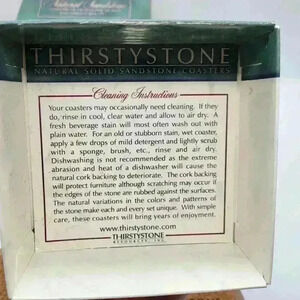 Natural Sandstone
THIRSTYSTONE
NATURAL SOLID SANDSTONE COASTERS
Cleaning Instructions
Your coasters may occasionally need cleaning. If they
do, rinse in cool, clear water and allow to air dry. A
fresh beverage stain will most often wash out with
plain water. For an old or stubborn stain, wet coaster,
apply a few drops of mild detergent and lightly scrub
with a sponge, brush, etc., rinse and air dry.
Dishwashing is not recommended as the extreme
abrasion and heat of a dishwasher will cause the
natural cork backing to deteriorate. The cork backing
will protect furniture although scratching may occur if
the edges of the stone are rubbed against the surfaces.
The natural variations in the colors and patterns of
the stone make each and every set unique. With simple
care, these coasters will bring years of enjoyment.
www.thirstystone.com
THIRSTYSTONE
RESOURCES, INC.